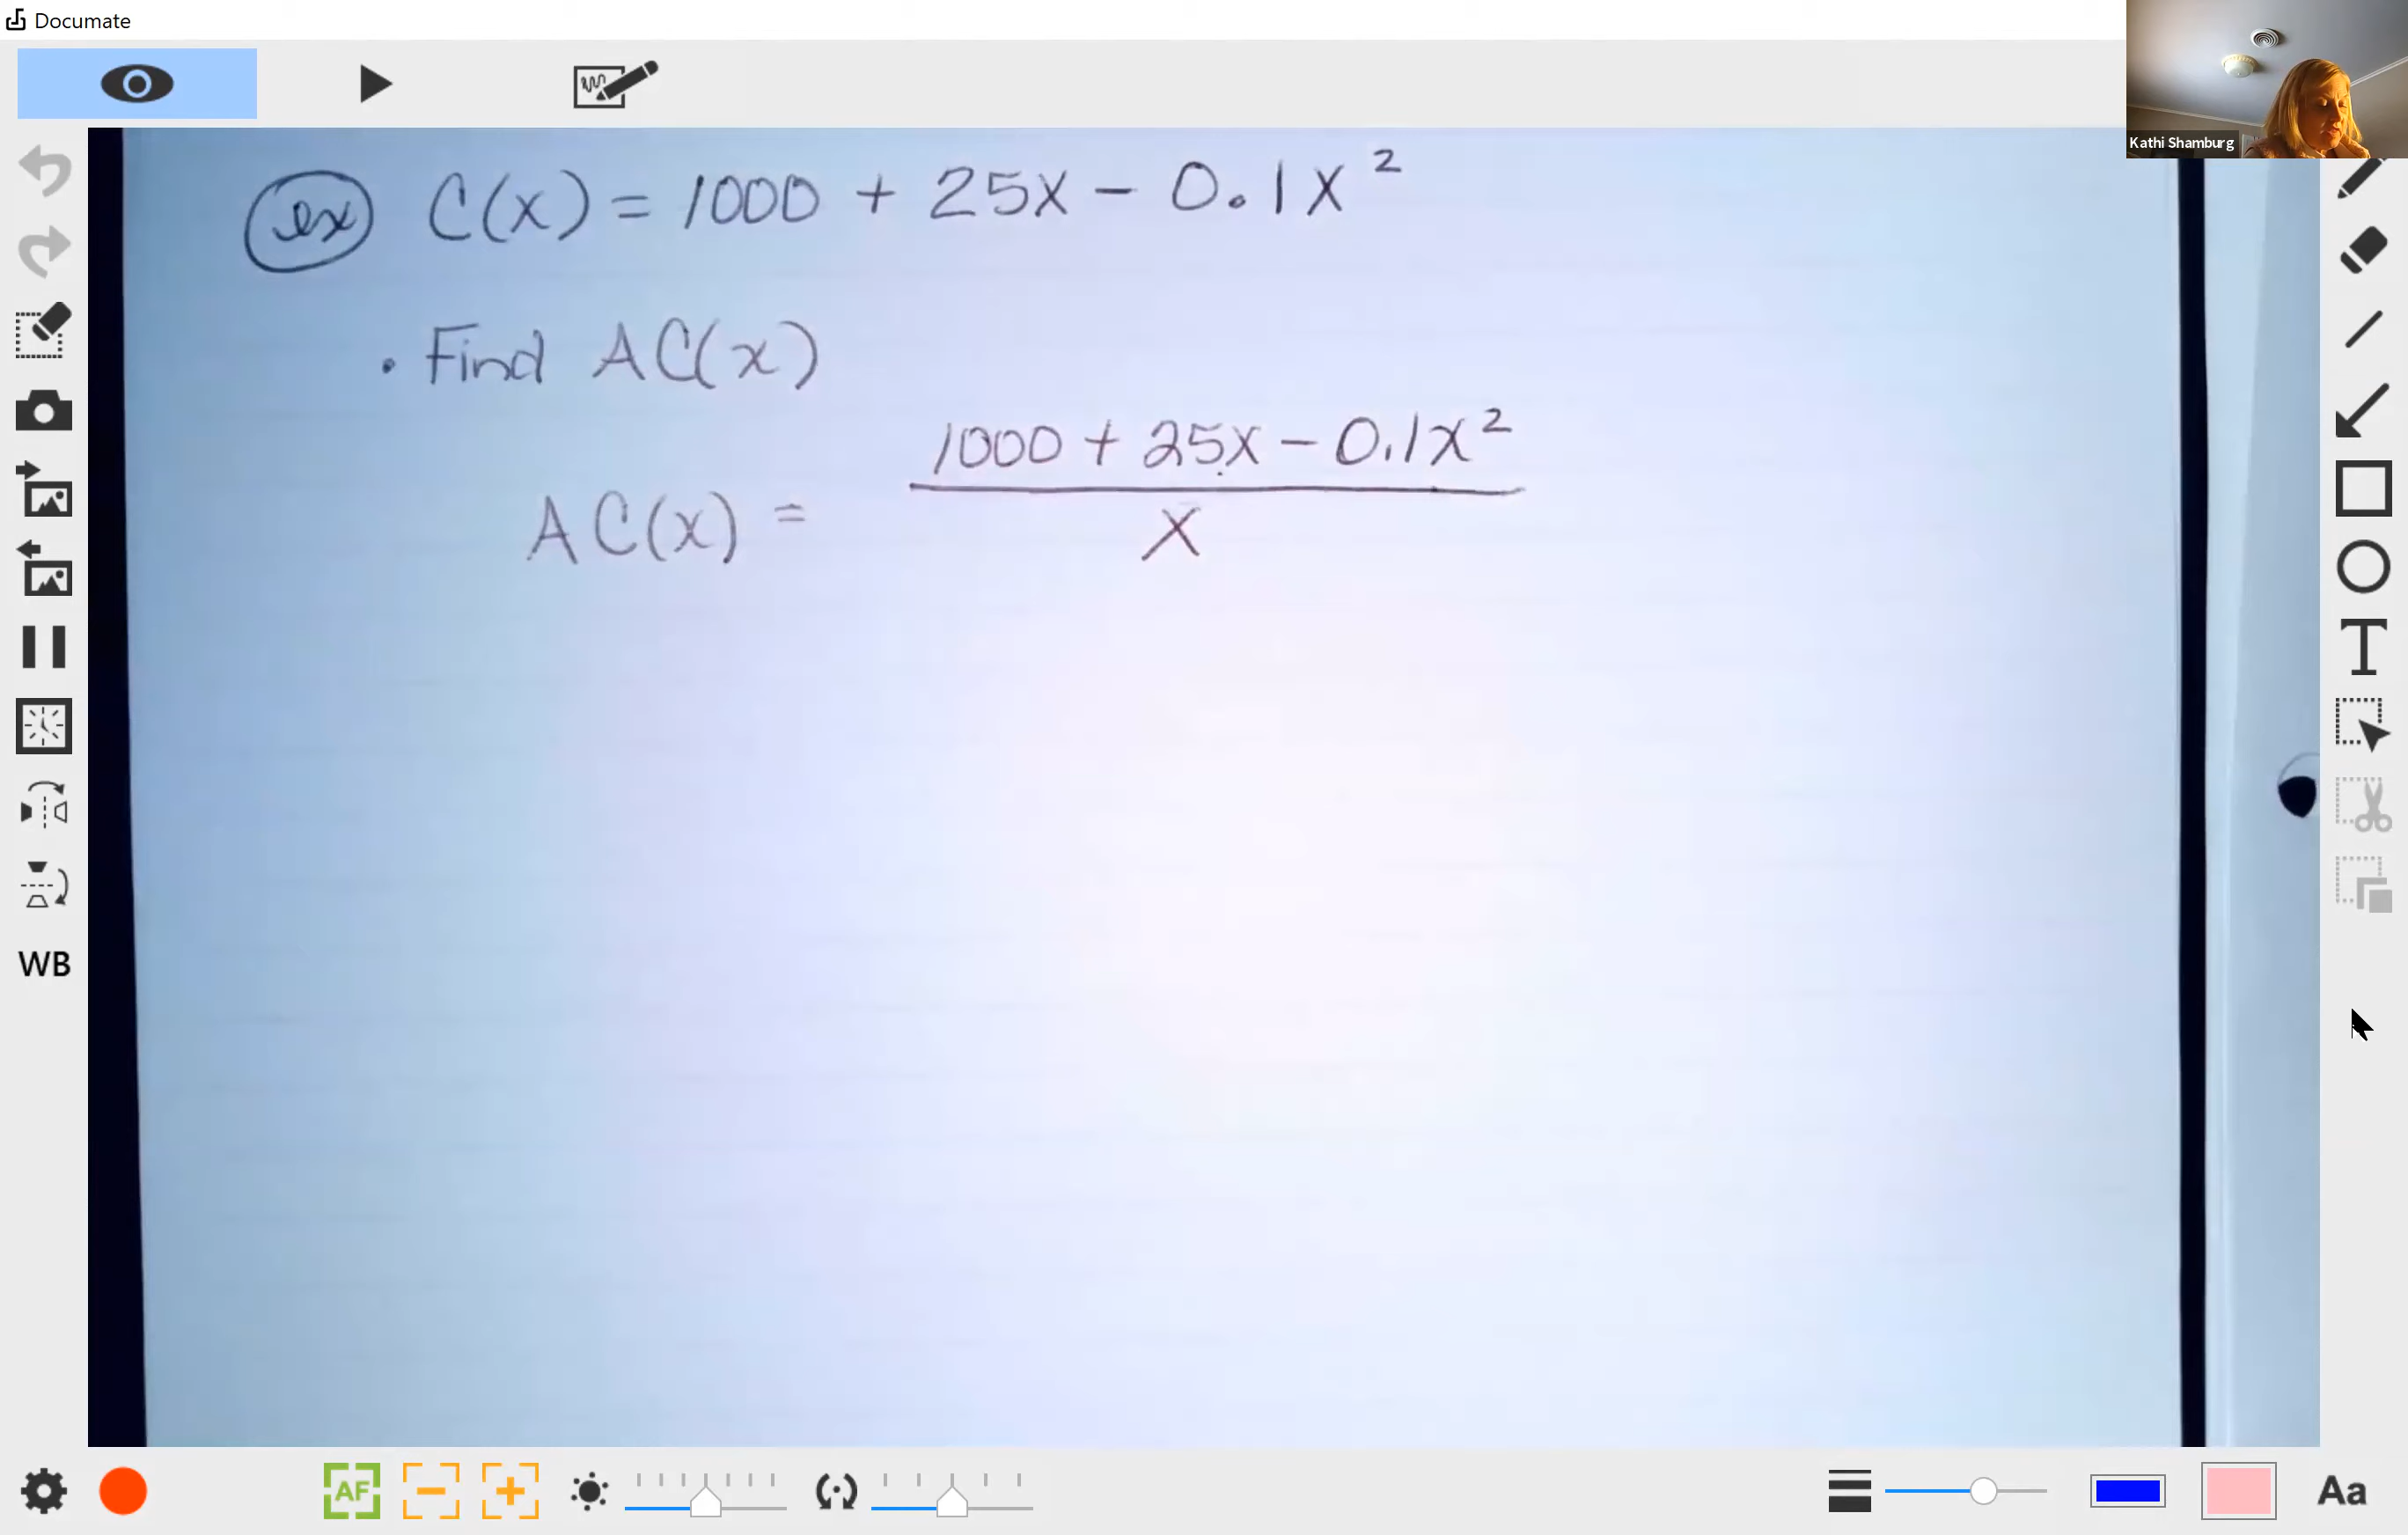 Documate
Kathi Shamburg
ex C(x) = 1000 + 25x - 0.1x²
. Find AC(x)
AC(x) = 1000 + 25x - 0.1x² / x
WB
T
AF
Aa